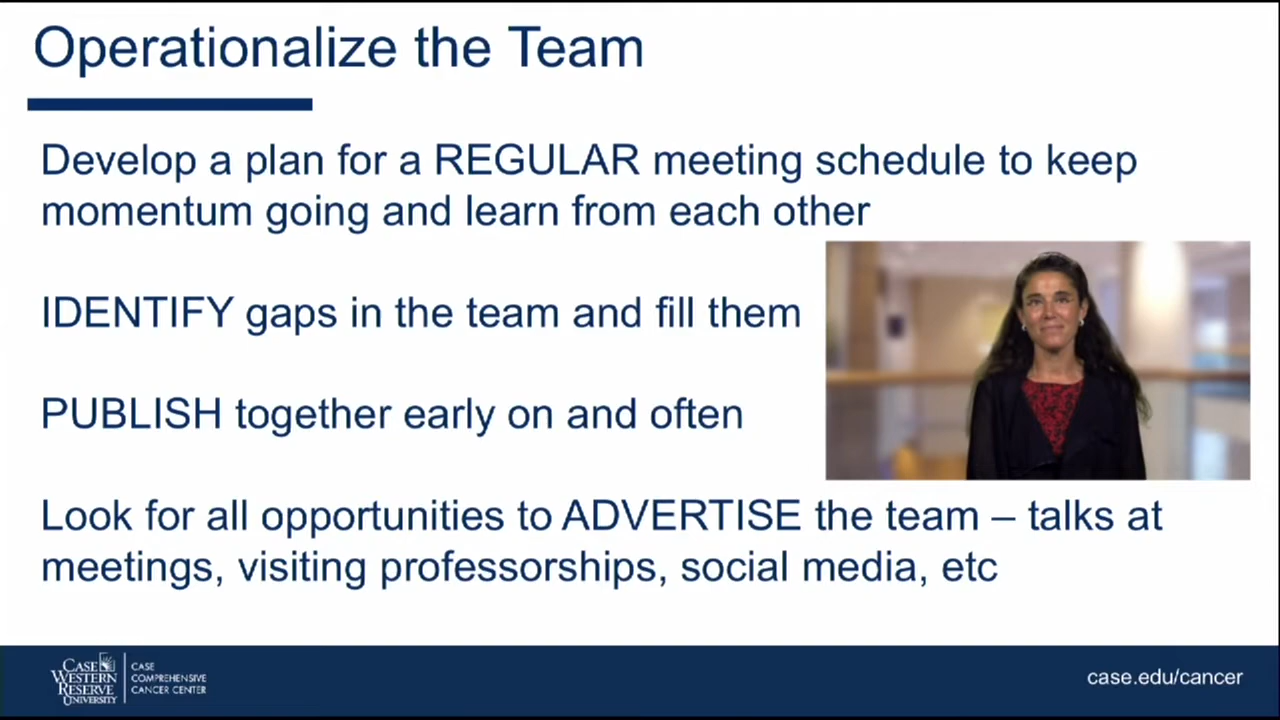 Operationalize the Team
Develop a plan for a REGULAR meeting schedule to keep
momentum going and learn from each other
IDENTIFY gaps in the team and fill them
PUBLISH together early on and often
Look for all opportunities to ADVERTISE the team – talks at
meetings, visiting professorships, social media, etc
CASE
WESTERN
RESERVE
UNIVERSITY
CASE
COMPREHENSIVE
CANCER CENTER
case.edu/cancer